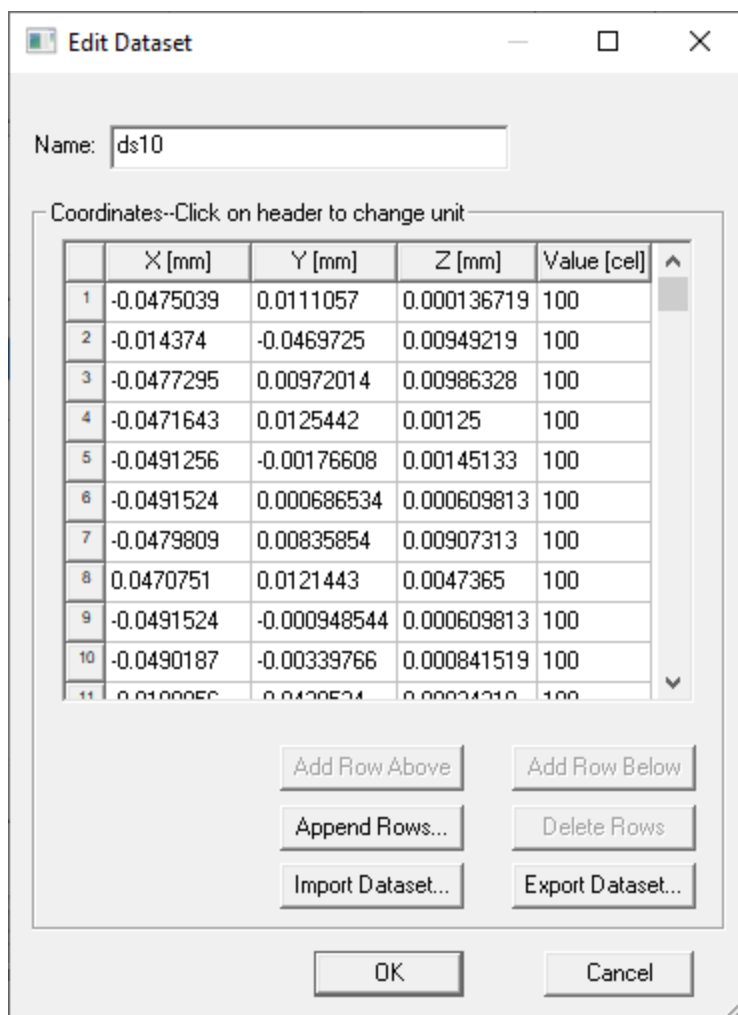 Edit Dataset
Name: ds10
Coordinates--Click on header to change unit
X [mm] Y [mm] Z [mm] Value [cel]
1 -0.0475039 0.0111057 0.000136719 100
2 -0.014374 -0.0469725 0.00949219 100
3 -0.0477295 0.00972014 0.00986328 100
4 -0.0471643 0.0125442 0.00125 100
5 -0.0491256 -0.00176608 0.00145133 100
6 -0.0491524 0.000686534 0.000609813 100
7 -0.0479809 0.00835854 0.00907313 100
8 0.0470751 0.0121443 0.0047365 100
9 -0.0491524 -0.000948544 0.000609813 100
10 -0.0490187 -0.00339766 0.000841519 100
11
Add Row Above Add Row Below
Append Rows... Delete Rows
Import Dataset... Export Dataset...
OK Cancel